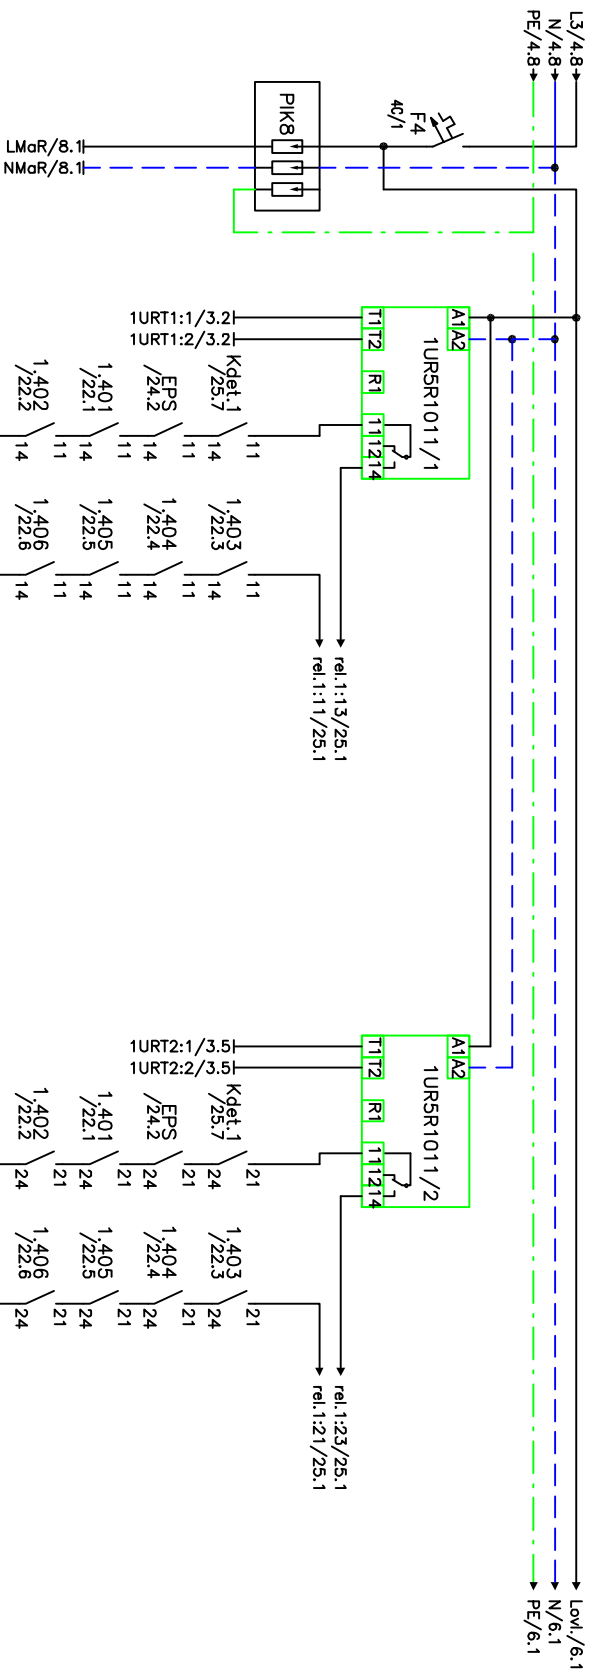 L3/4.8
N/4.8
PE/4.8
F4
4C/1
PIK8
LMaR/8.1
NMaR/8.1
A1
A2
1UR5R1011/1
T1
T2
R1
11
12
14
1URT1:1/3.2
1URT1:2/3.2
Kdet.1
/25.7
11
14
EPS
/24.2
11
14
1.401
/22.1
11
14
1.402
/22.2
11
14
1.403
/22.3
11
14
1.404
/22.4
11
14
1.405
/22.5
11
14
1.406
/22.6
11
14
rel.1:13/25.1
rel.1:11/25.1
A1
A2
1UR5R1011/2
T1
T2
R1
11
12
14
1URT2:1/3.5
1URT2:2/3.5
Kdet.1
/25.7
21
24
EPS
/24.2
21
24
1.401
/22.1
21
24
1.402
/22.2
21
24
1.403
/22.3
21
24
1.404
/22.4
21
24
1.405
/22.5
21
24
1.406
/22.6
21
24
rel.1:23/25.1
rel.1:21/25.1
Lovl./6.1
N/6.1
PE/6.1